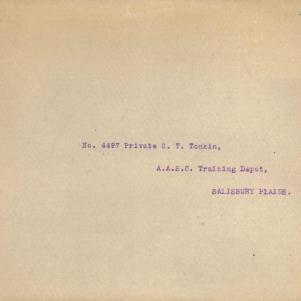 No. 4497 Private C. T. Tonkin,
A.A.S.C. Training Depot,
SALISBURY PLAINS.